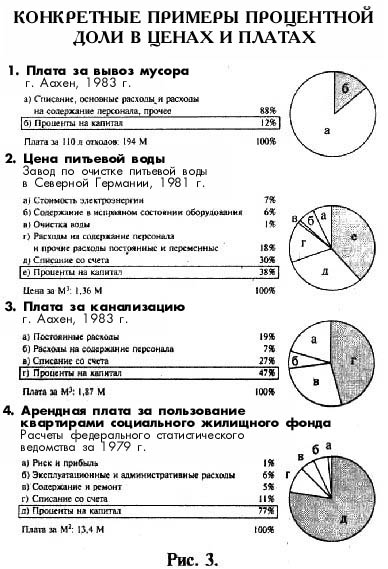 КОНКРЕТНЫЕ ПРИМЕРЫ ПРОЦЕНТНОЙ
ДОЛИ В ЦЕНАХ И ПЛАТАХ
1. Плата за вывоз мусора
г. Аахен, 1983 г.
а) Списание, основные расходы и расходы
на содержание персонала, прочее 88%
б) Проценты на капитал 12%
Плата за 110 л отходов: 194 М 100%
б
а
2. Цена питьевой воды
Завод по очистке питьевой воды
в Северной Германии, 1981 г.
а) Стоимость электроэнергии 7%
б) Содержание в исправном состоянии оборудования 6%
в) Очистка воды 1%
г) Расходы на содержание персонала
и прочие расходы постоянные и переменные 18%
д) Списание со счета 30%
е) Проценты на капитал 38%
Цена за М³: 1,36 М 100%
в б а
г е
д
3. Плата за канализацию
г. Аахен, 1983 г.
а) Постоянные расходы 19%
б) Расходы на содержание персонала 7%
в) Списание со счета 27%
г) Проценты на капитал 47%
Плата за М³: 1,87 М 100%
а
б г
в
4. Арендная плата за пользование
квартирами социального жилищного фонда
Расчеты федерального статистического
ведомства за 1979 г.
а) Риск и прибыль 1%
б) Эксплуатационные и административные расходы 6%
в) Содержание и ремонт 5%
г) Списание со счета 11%
д) Проценты на капитал 77%
Плата за М²: 13,4 М 100%
г в б а
д
Рис. 3.